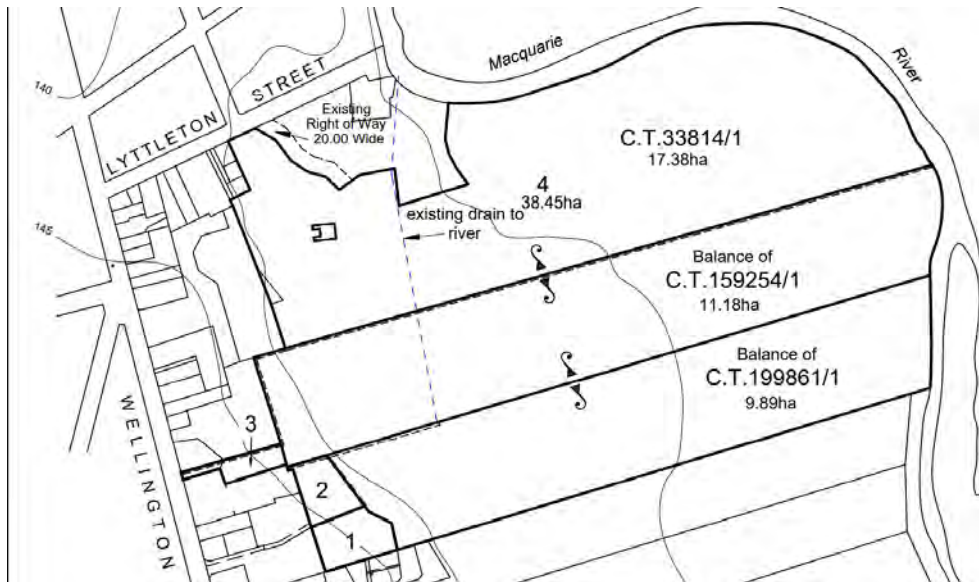 Macquarie
River
140
LYTTLETON STREET
Existing
Right of Way
20.00 Wide
C.T.33814/1
17.38ha
4
38.45ha
existing drain to
river
145
Balance of
C.T.159254/1
11.18ha
Balance of
C.T.199861/1
9.89ha
WELLINGTON
3
2
1